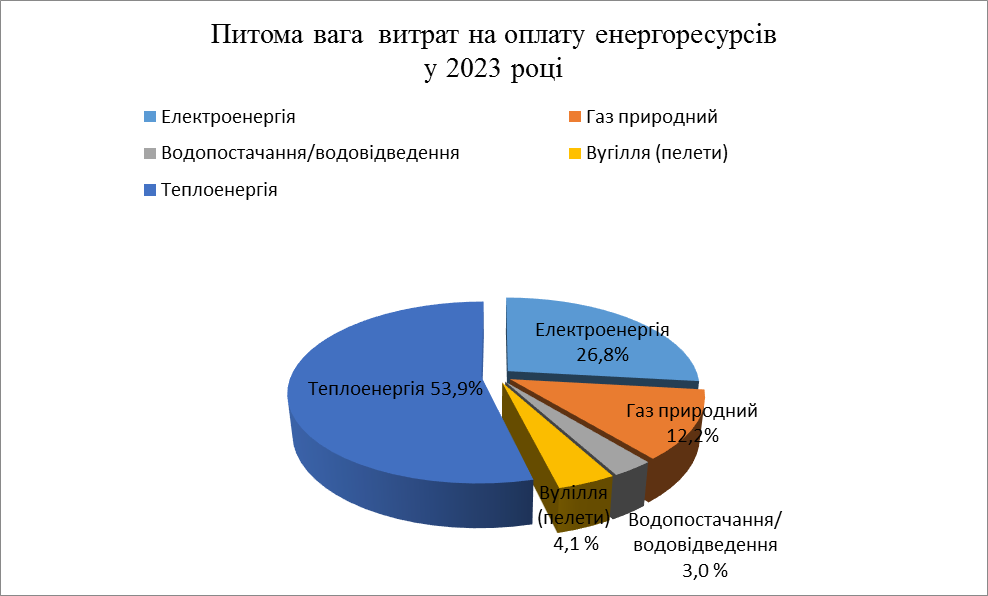 Питома вага витрат на оплату енергоресурсів
у 2023 році
Електроенергія
Газ природний
Водопостачання/водовідведення
Вугілля (пелети)
Теплоенергія
Електроенергія
26,8%
Теплоенергія 53,9%
Газ природний
12,2%
Вулілля
(пелети)
4,1 %
Водопостачання/
водовідведення
3,0 %